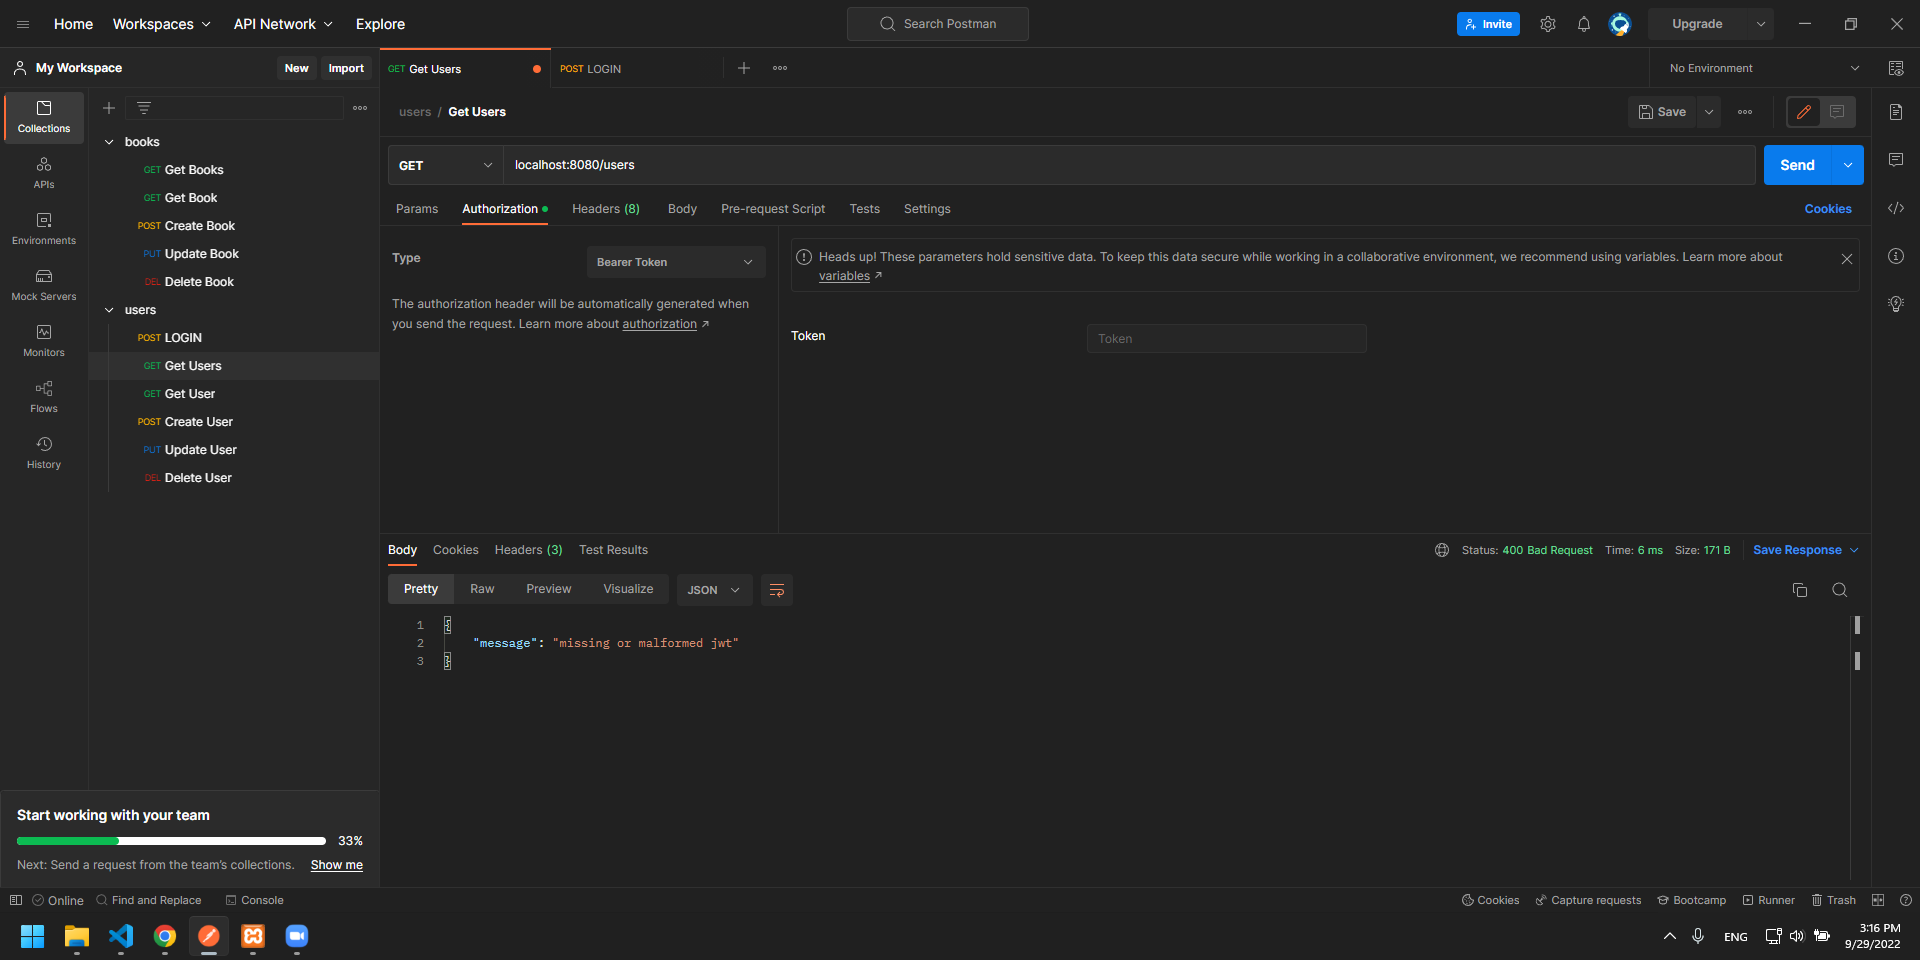 Home Workspaces API Network Explore
Search Postman
Invite Upgrade
My Workspace New Import
GET Get Users POST LOGIN
No Environment
users / Get Users
Save
GET localhost:8080/users Send
Params Authorization Headers (8) Body Pre-request Script Tests Settings Cookies
Collections
APIs
Environments
Mock Servers
Monitors
Flows
History
books
GET Get Books
GET Get Book
POST Create Book
PUT Update Book
DEL Delete Book
users
POST LOGIN
GET Get Users
GET Get User
POST Create User
PUT Update User
DEL Delete User
Type Bearer Token
The authorization header will be automatically generated when
you send the request. Learn more about authorization ↗
Heads up! These parameters hold sensitive data. To keep this data secure while working in a collaborative environment, we recommend using variables. Learn more about
variables ↗
Token Token
Body Cookies Headers (3) Test Results
Status: 400 Bad Request Time: 6 ms Size: 171 B Save Response
Pretty Raw Preview Visualize JSON
1 {
2 "message": "missing or malformed jwt"
3 }
Start working with your team
33%
Next: Send a request from the team's collections. Show me
Online Find and Replace Console
Cookies Capture requests Bootcamp Runner Trash
ENG
3:16 PM
9/29/2022